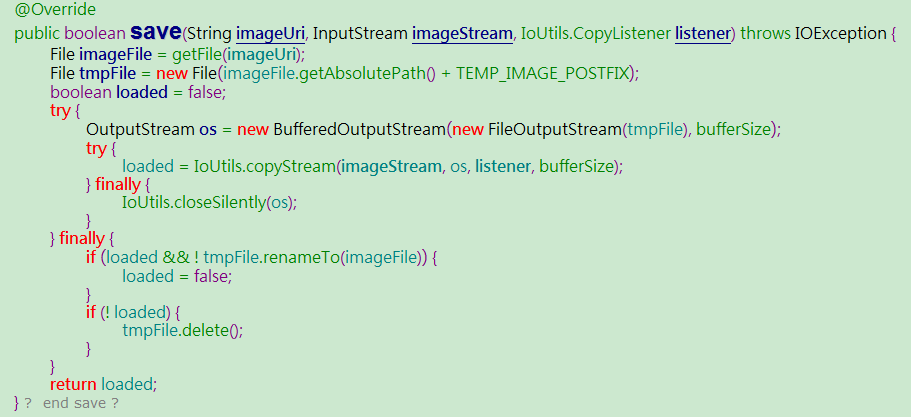 @Override
public boolean save(String imageUri, InputStream imageStream, IoUtils.CopyListener listener) throws IOException {
File imageFile = getFile(imageUri);
File tmpFile = new File(imageFile.getAbsolutePath() + TEMP_IMAGE_POSTFIX);
boolean loaded = false;
try {
OutputStream os = new BufferedOutputStream(new FileOutputStream(tmpFile), bufferSize);
try {
loaded = IoUtils.copyStream(imageStream, os, listener, bufferSize);
} finally {
IoUtils.closeSilently(os);
}
} finally {
if (loaded && ! tmpFile.renameTo(imageFile)) {
loaded = false;
}
if (! loaded) {
tmpFile.delete();
}
}
return loaded;
} ? end save ?